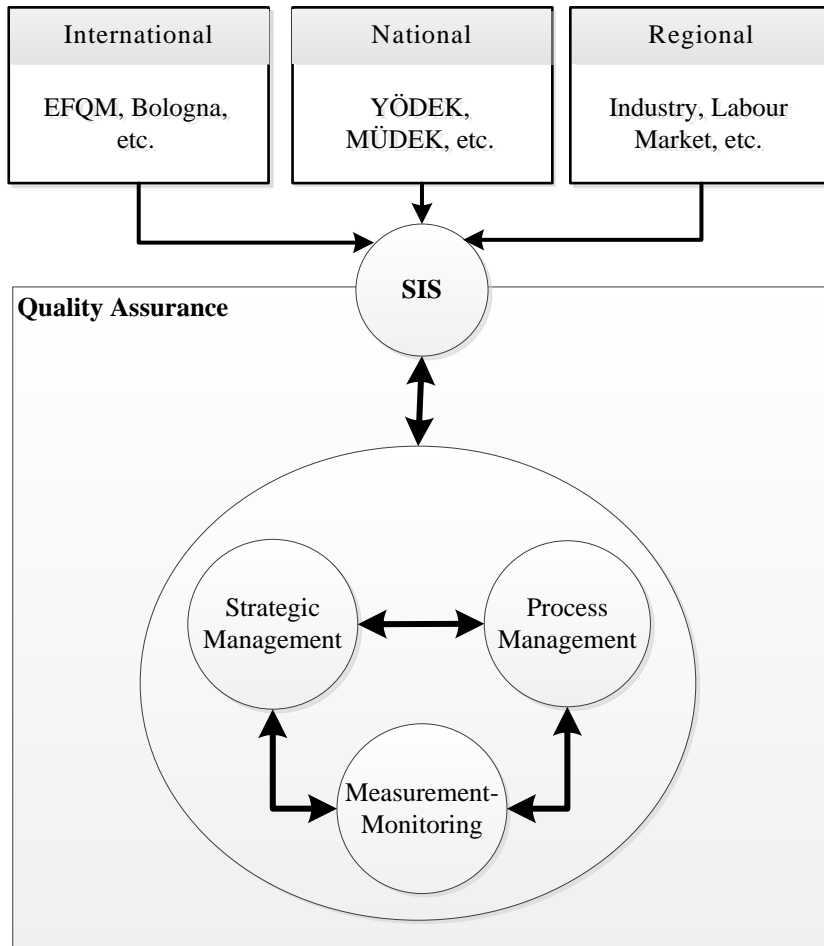 International
EFQM, Bologna,
etc.
National
YÖDEK,
MÜDEK, etc.
Regional
Industry, Labour
Market, etc.
SIS
Quality Assurance
Strategic
Management
Process
Management
Measurement-
Monitoring